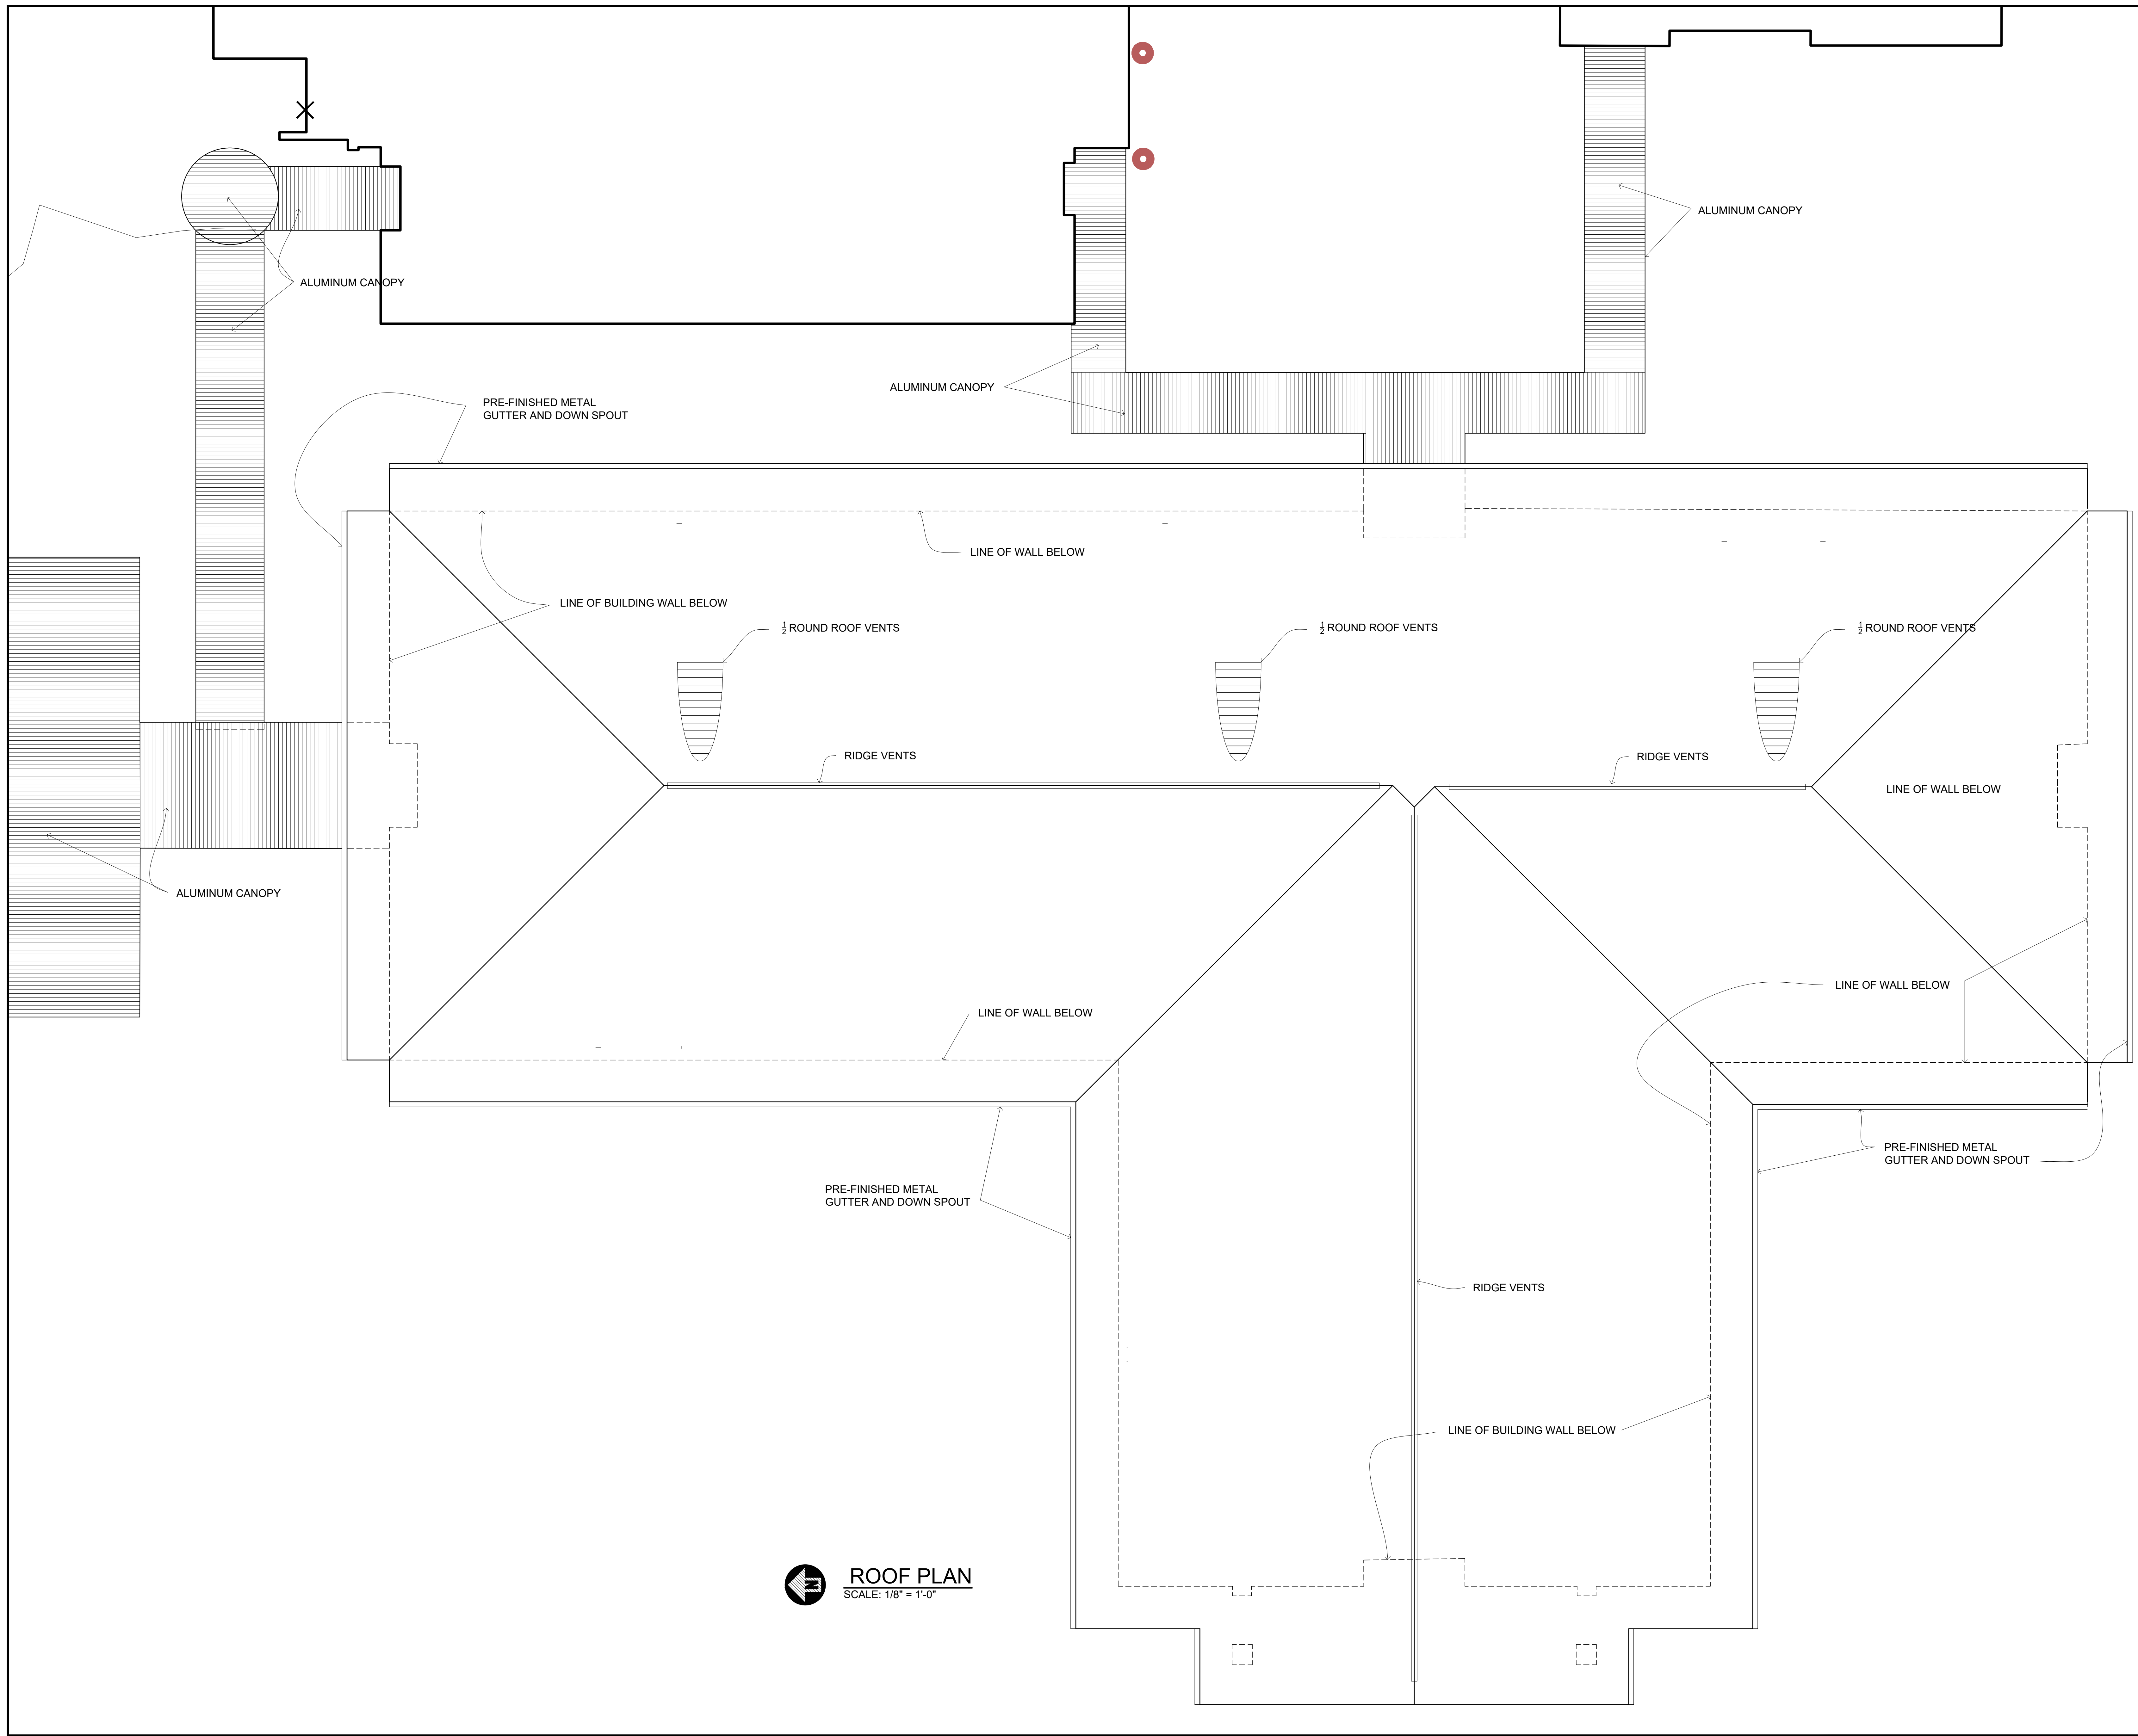 ALUMINUM CANOPY
ALUMINUM CANOPY
ALUMINUM CANOPY
PRE-FINISHED METAL
GUTTER AND DOWN SPOUT
LINE OF WALL BELOW
LINE OF BUILDING WALL BELOW
1/2 ROUND ROOF VENTS
1/2 ROUND ROOF VENTS
1/2 ROUND ROOF VENTS
RIDGE VENTS
RIDGE VENTS
LINE OF WALL BELOW
ALUMINUM CANOPY
LINE OF WALL BELOW
LINE OF WALL BELOW
PRE-FINISHED METAL
GUTTER AND DOWN SPOUT
PRE-FINISHED METAL
GUTTER AND DOWN SPOUT
RIDGE VENTS
LINE OF BUILDING WALL BELOW
N
ROOF PLAN
SCALE: 1/8" = 1'-0"